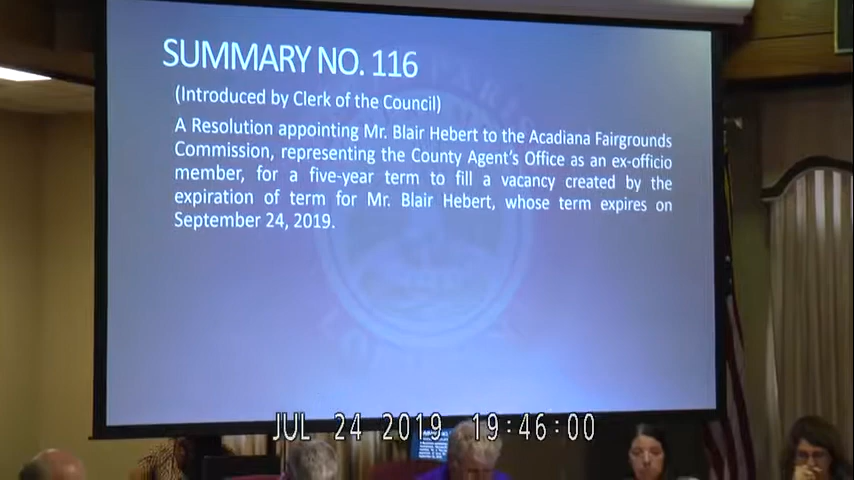 SUMMARY NO. 116
(Introduced by Clerk of the Council)
A Resolution appointing Mr. Blair Hebert to the Acadiana Fairgrounds
Commission, representing the County Agent's Office as an ex-officio
member, for a five-year term to fill a vacancy created by the
expiration of term for Mr. Blair Hebert, whose term expires on
September 24, 2019.
JUL 24 2019 19:46:00